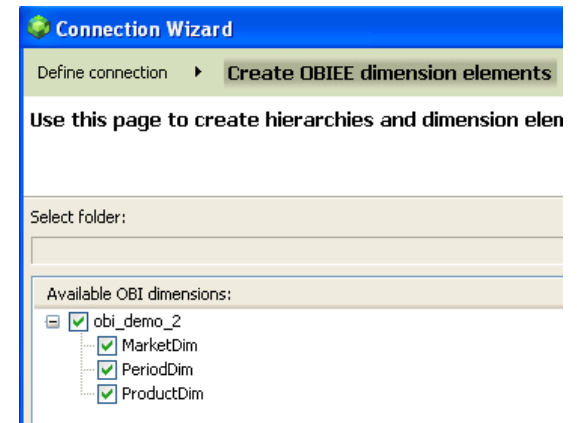 Connection Wizard
Define connection Create OBIEE dimension elements
Use this page to create hierarchies and dimension elen
Select folder:
Available OBI dimensions:
obi_demo_2
MarketDim
PeriodDim
ProductDim